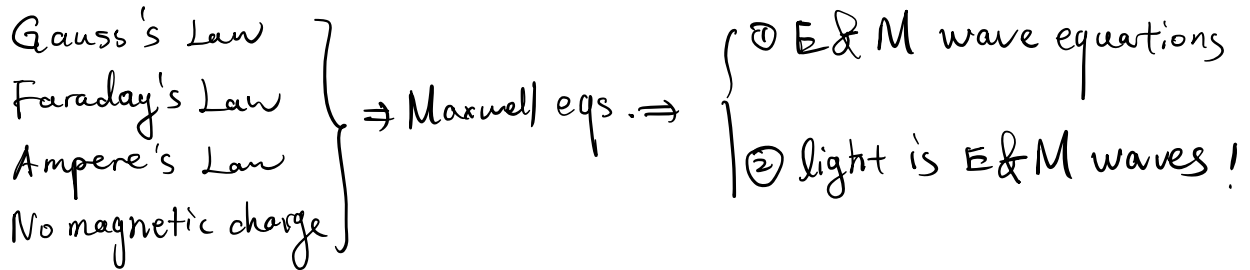 Gauss's Law
Faraday's Law
Ampere's Law
No magnetic charge
⇒ Maxwell eqs. ⇒
① E&M wave equations
② light is E&M waves!